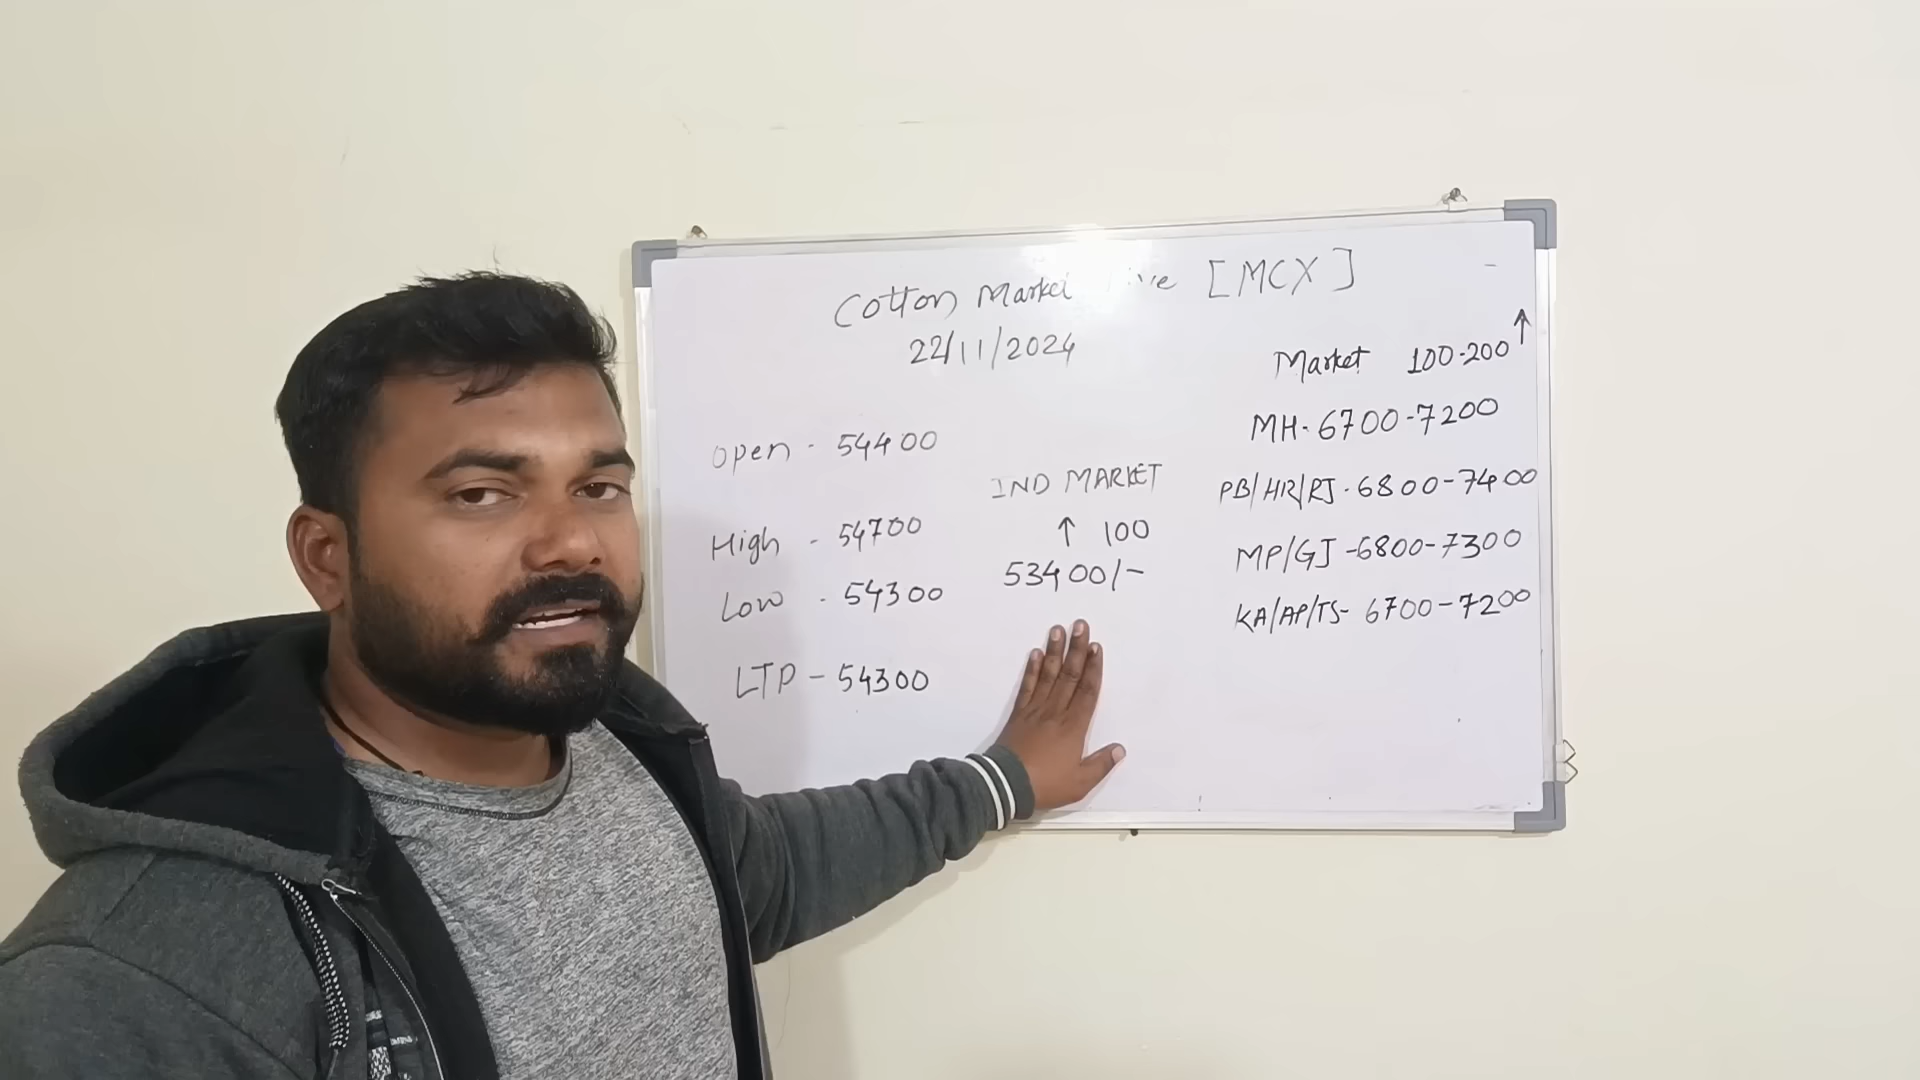 Cotton Market ive [MCX]
22/11/2024
Open - 54400
High - 54700
Low - 54300
LTP - 54300
IND MARKET
↑ 100
53400/-
Market 100-200 ↑
MH- 6700-7200
PB/HR/RJ - 6800-7400
MP/GJ -6800-7300
KA/AP/TS- 6700-7200